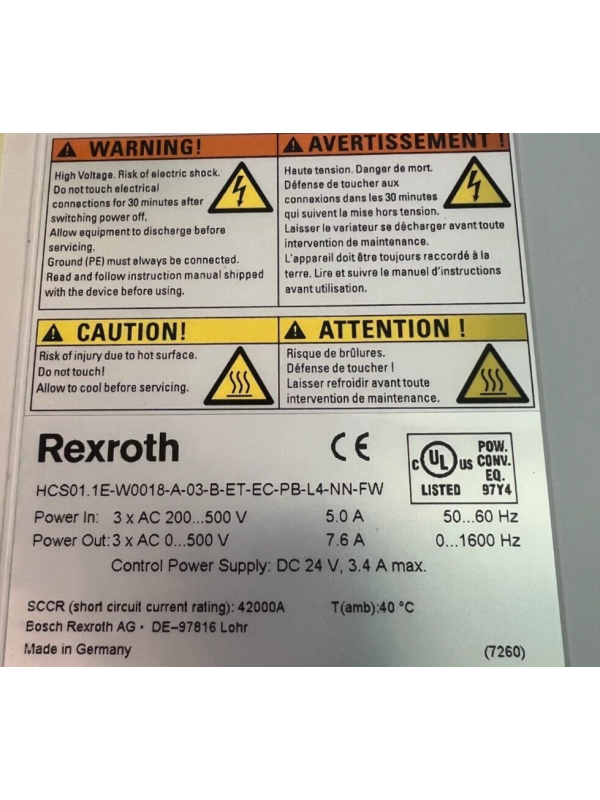 WARNING!
High Voltage. Risk of electric shock.
Do not touch electrical
connections for 30 minutes after
switching power off.
Allow equipment to discharge before
servicing.
Ground (PE) must always be connected.
Read and follow instruction manual shipped
with the device before using.
AVERTISSEMENT !
Haute tension. Danger de mort.
Défense de toucher aux
connexions dans les 30 minutes
qui suivent la mise hors tension.
Laisser le variateur se décharger avant toute
intervention de maintenance.
L'appareil doit être toujours raccordé à la
terre. Lire et suivre le manuel d'instructions
avant utilisation.
CAUTION!
Risk of injury due to hot surface.
Do not touch!
Allow to cool before servicing.
ATTENTION !
Risque de brûlures.
Défense de toucher !
Laisser refroidir avant toute
intervention de maintenance.
Rexroth
CE
C UL US
LISTED
POW.
CONV.
EQ.
97Y4
HCS01.1E-W0018-A-03-B-ET-EC-PB-L4-NN-FW
Power In: 3 x AC 200...500 V 5.0 A 50...60 Hz
Power Out: 3 x AC 0...500 V 7.6 A 0...1600 Hz
Control Power Supply: DC 24 V, 3.4 A max.
SCCR (short circuit current rating): 42000A T(amb):40 °C
Bosch Rexroth AG · DE–97816 Lohr
Made in Germany (7260)